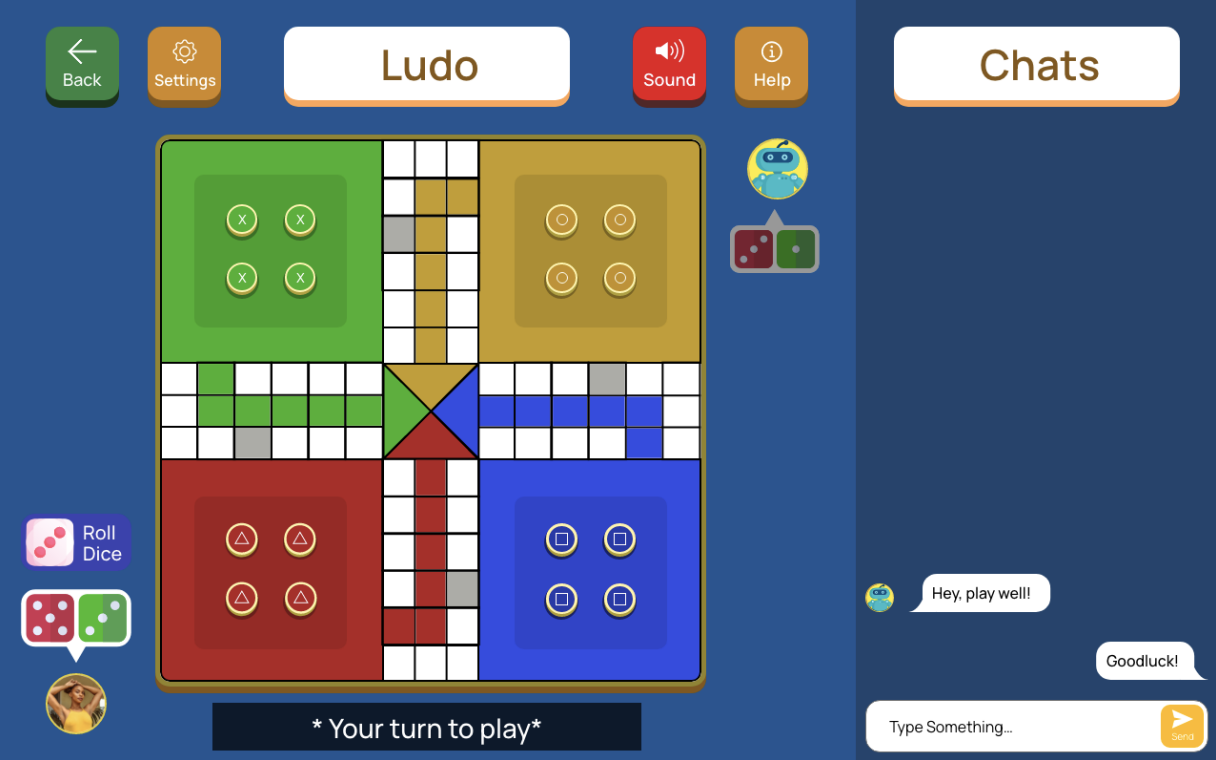 Back
Settings
Ludo
Sound
Help
Chats
X X
X X
Roll
Dice
Hey, play well!
Goodluck!
* Your turn to play*
Type Something...
Send